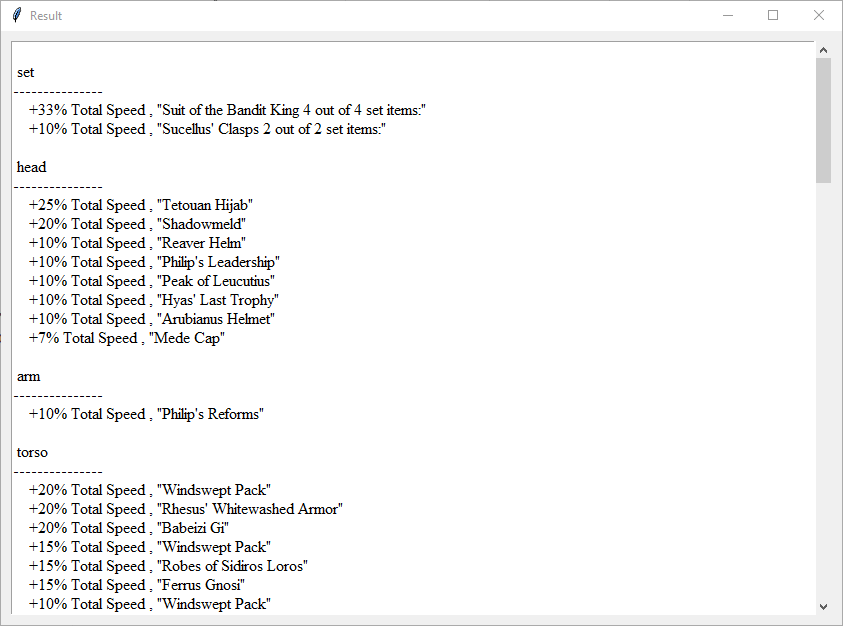 Result
set
---------------
+33% Total Speed , "Suit of the Bandit King 4 out of 4 set items:"
+10% Total Speed , "Sucellus' Clasps 2 out of 2 set items:"
head
---------------
+25% Total Speed , "Tetouan Hijab"
+20% Total Speed , "Shadowmeld"
+10% Total Speed , "Reaver Helm"
+10% Total Speed , "Philip's Leadership"
+10% Total Speed , "Peak of Leucutius"
+10% Total Speed , "Hyas' Last Trophy"
+10% Total Speed , "Arubianus Helmet"
+7% Total Speed , "Mede Cap"
arm
---------------
+10% Total Speed , "Philip's Reforms"
torso
---------------
+20% Total Speed , "Windswept Pack"
+20% Total Speed , "Rhesus' Whitewashed Armor"
+20% Total Speed , "Babeizi Gi"
+15% Total Speed , "Windswept Pack"
+15% Total Speed , "Robes of Sidiros Loros"
+15% Total Speed , "Ferrus Gnosi"
+10% Total Speed , "Windswept Pack"